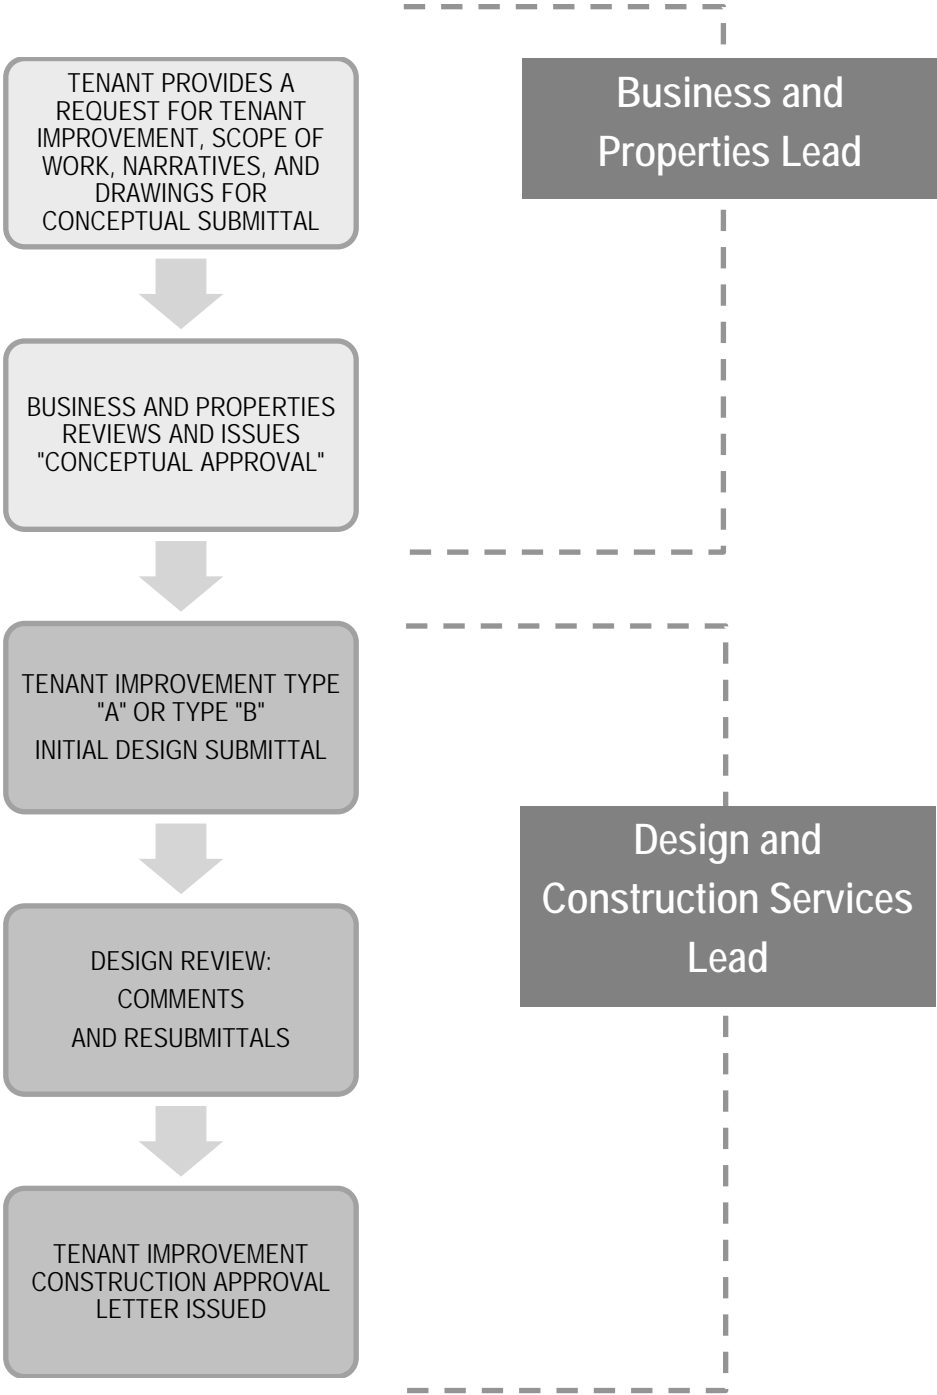 TENANT PROVIDES A
REQUEST FOR TENANT
IMPROVEMENT, SCOPE OF
WORK, NARRATIVES, AND
DRAWINGS FOR
CONCEPTUAL SUBMITTAL
Business and
Properties Lead
BUSINESS AND PROPERTIES
REVIEWS AND ISSUES
"CONCEPTUAL APPROVAL"
TENANT IMPROVEMENT TYPE
"A" OR TYPE "B"
INITIAL DESIGN SUBMITTAL
Design and
Construction Services
Lead
DESIGN REVIEW:
COMMENTS
AND RESUBMITTALS
TENANT IMPROVEMENT
CONSTRUCTION APPROVAL
LETTER ISSUED